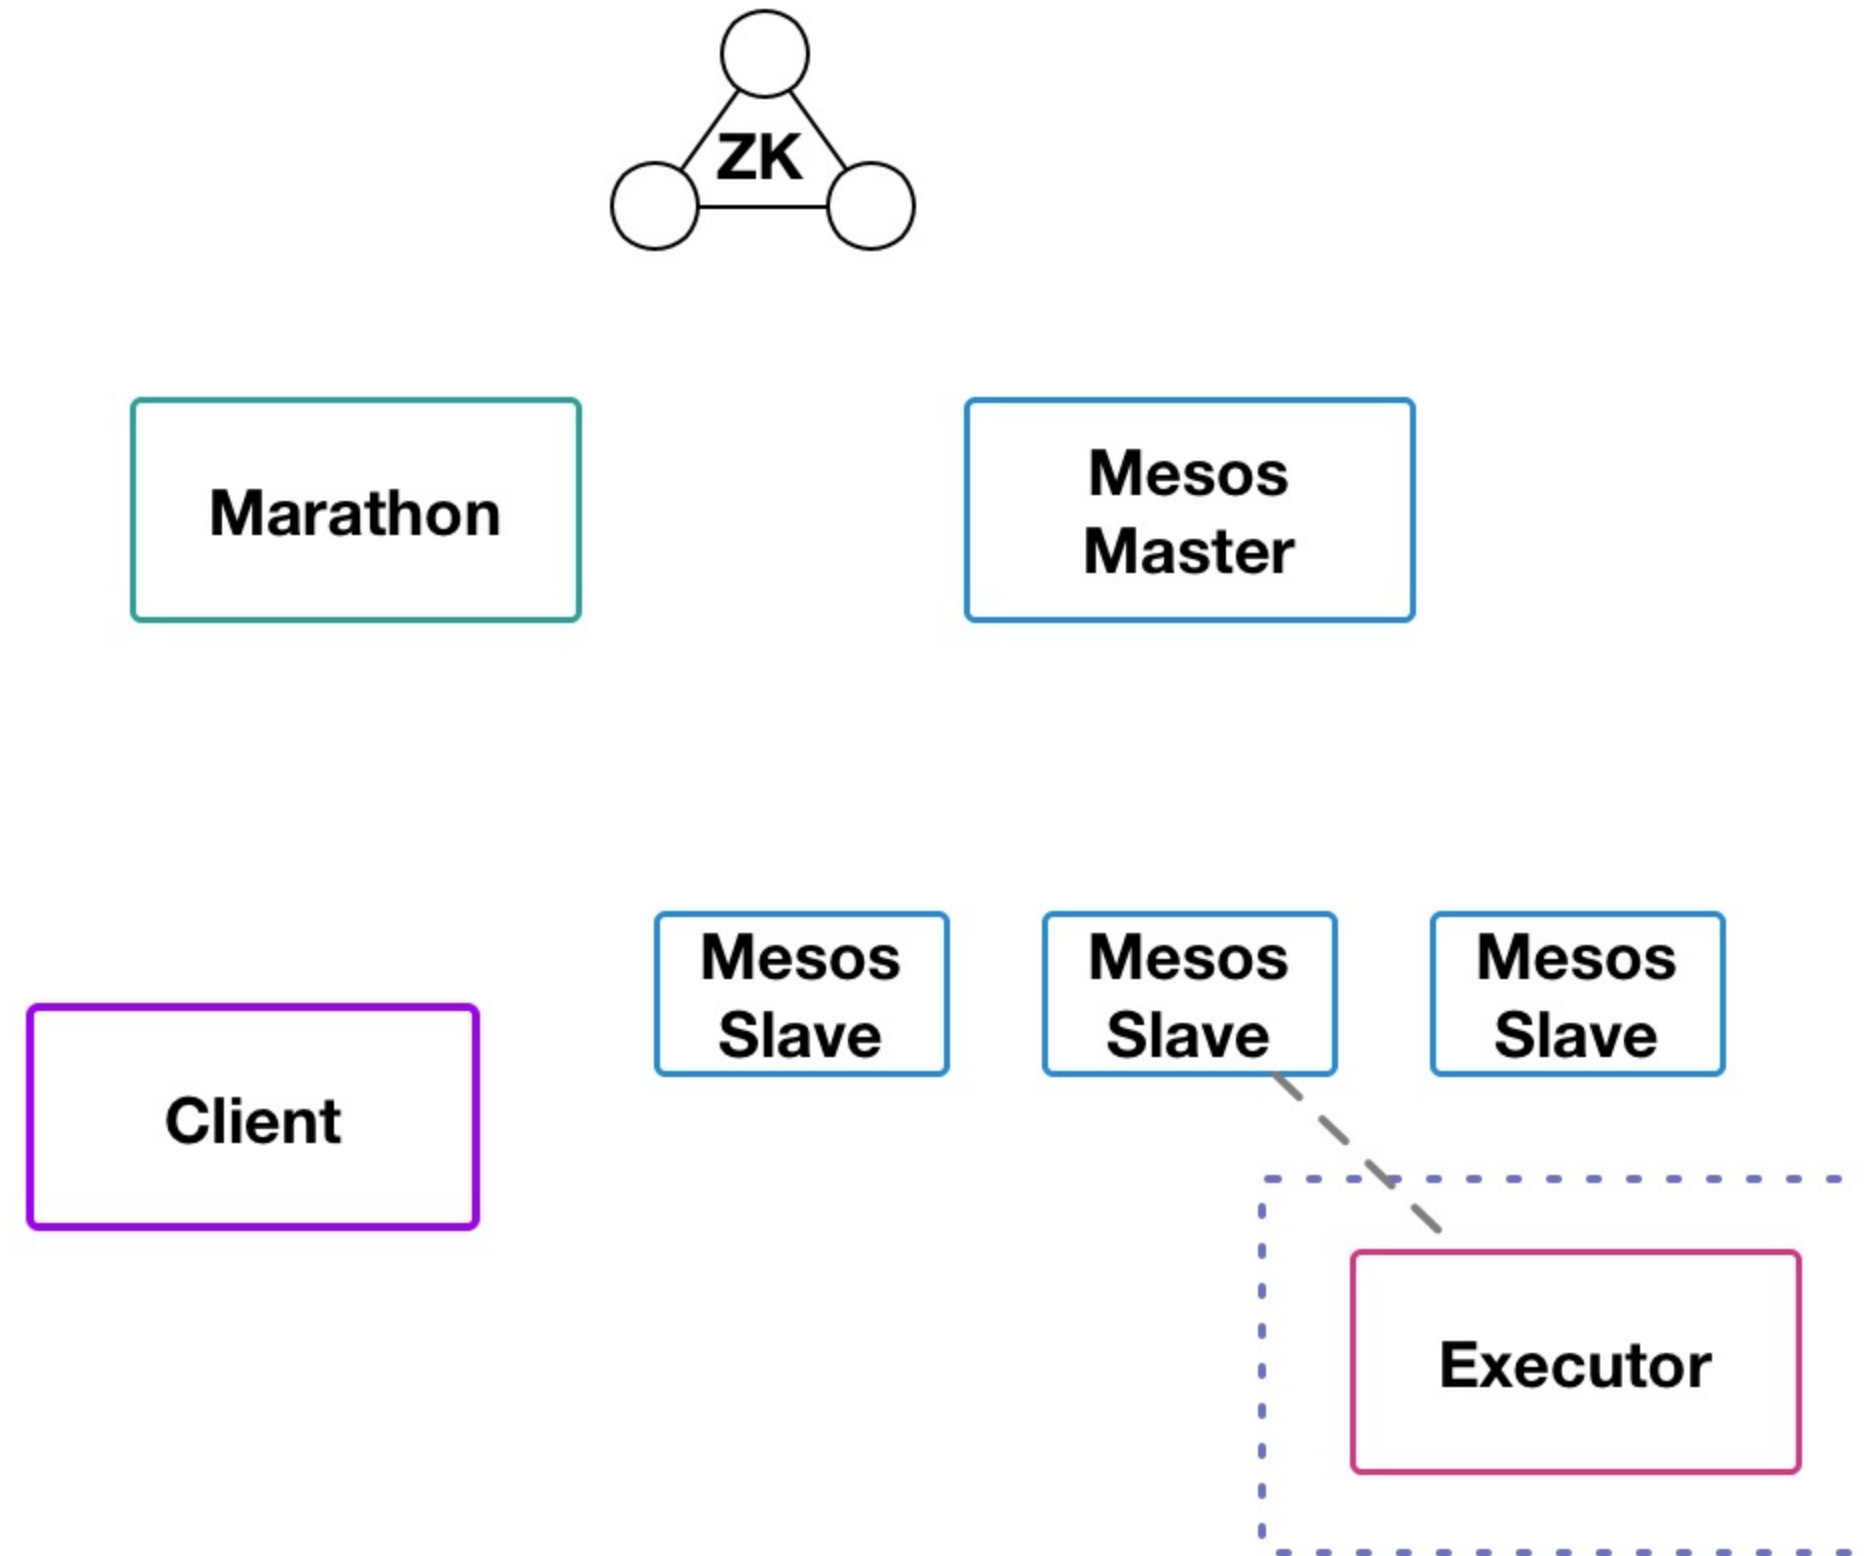 ZK
Marathon
Mesos
Master
Mesos
Slave
Mesos
Slave
Mesos
Slave
Client
Executor